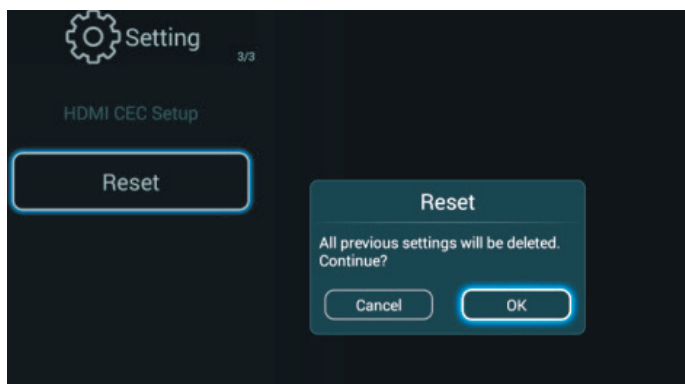 Setting
3/3
HDMI CEC Setup
Reset
Reset
All previous settings will be deleted.
Continue?
Cancel
OK